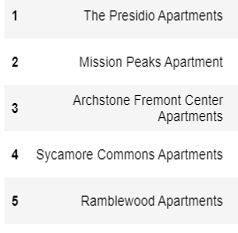 1 The Presidio Apartments
2 Mission Peaks Apartment
3 Archstone Fremont Center
Apartments
4 Sycamore Commons Apartments
5 Ramblewood Apartments